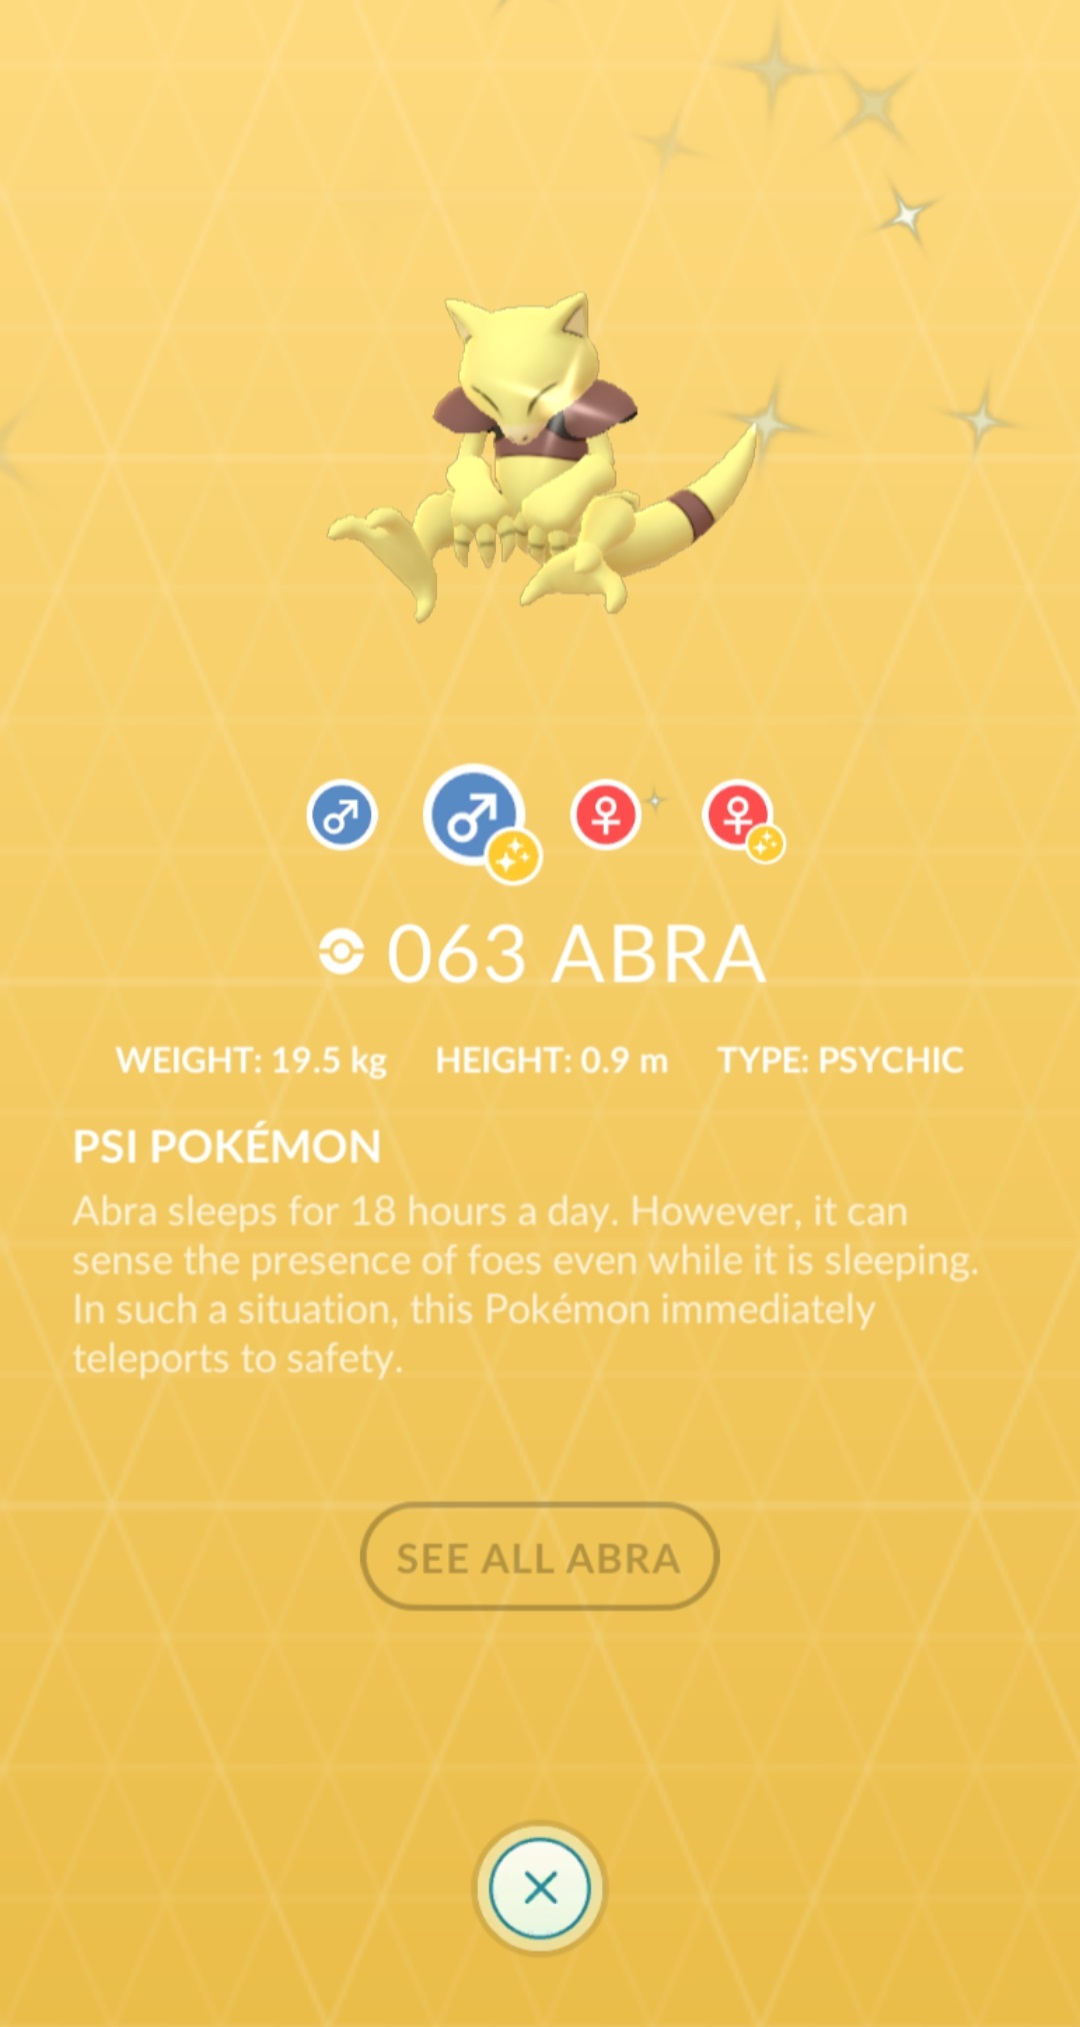 063 ABRA
WEIGHT: 19.5 kg HEIGHT: 0.9 m TYPE: PSYCHIC
PSI POKÉMON
Abra sleeps for 18 hours a day. However, it can
sense the presence of foes even while it is sleeping.
In such a situation, this Pokémon immediately
teleports to safety.
SEE ALL ABRA